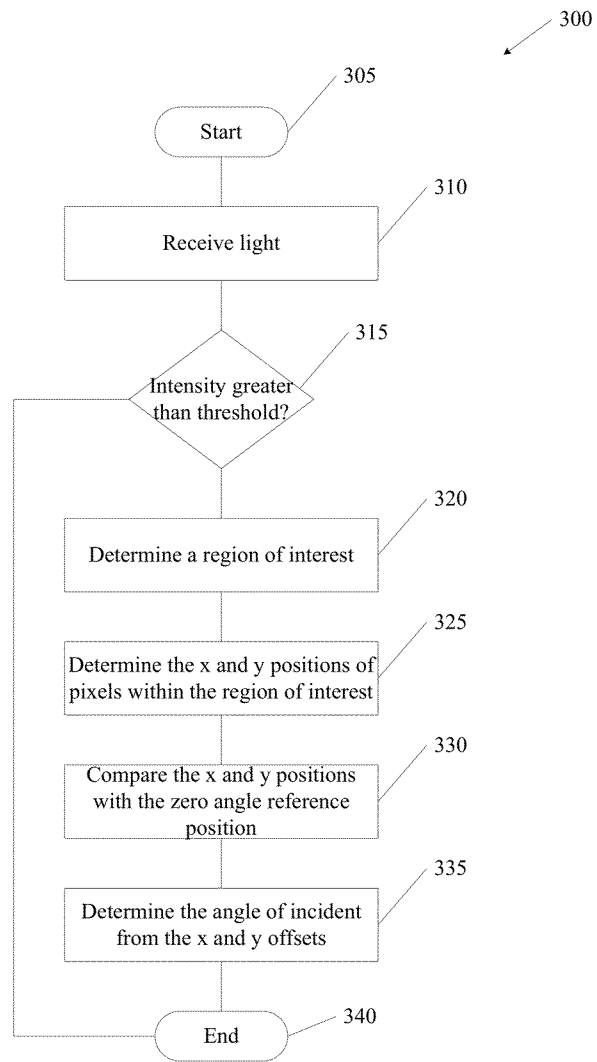 300
305
Start
310
Receive light
315
Intensity greater
than threshold?
320
Determine a region of interest
325
Determine the x and y positions of
pixels within the region of interest
330
Compare the x and y positions
with the zero angle reference
position
335
Determine the angle of incident
from the x and y offsets
340
End